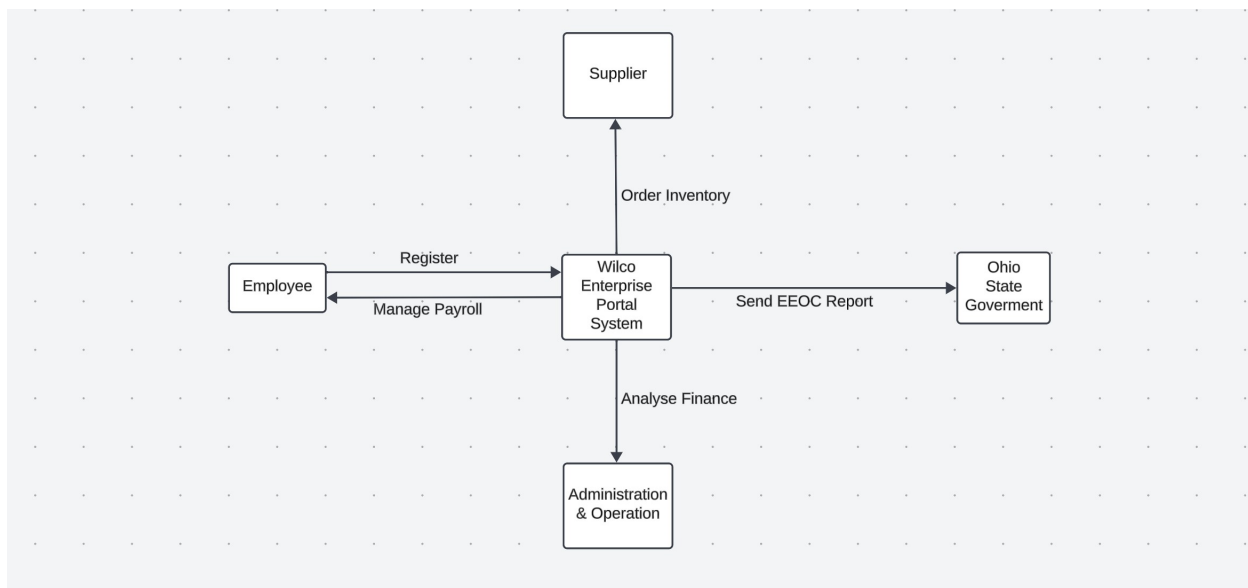 Supplier
Order Inventory
Register
Employee
Manage Payroll
Wilco
Enterprise
Portal
System
Send EEOC Report
Ohio
State
Goverment
Analyse Finance
Administration
& Operation